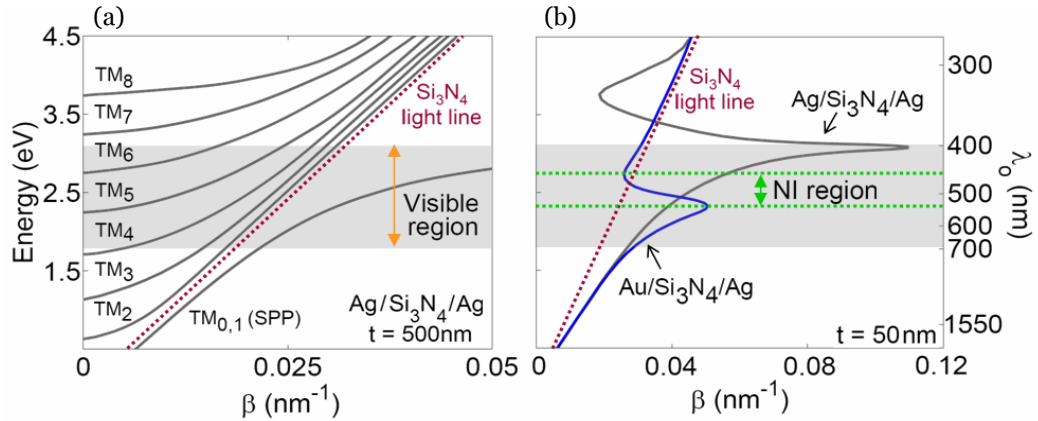 (a)
4.5
3.5
2.5
1.5
Energy (eV)
TM₈
TM₇
TM₆
TM₅
TM₄
TM₃
TM₂
Si₃N₄
light line
Visible
region
TM₀,₁ (SPP)
Ag/Si₃N₄/Ag
t = 500nm
0
0.025
0.05
β (nm⁻¹)
(b)
Si₃N₄
light line
Ag/Si₃N₄/Ag
NI region
Au/Si₃N₄/Ag
t = 50nm
300
400
500
600
700
1550
λₒ (nm)
0
0.04
0.08
0.12
β (nm⁻¹)